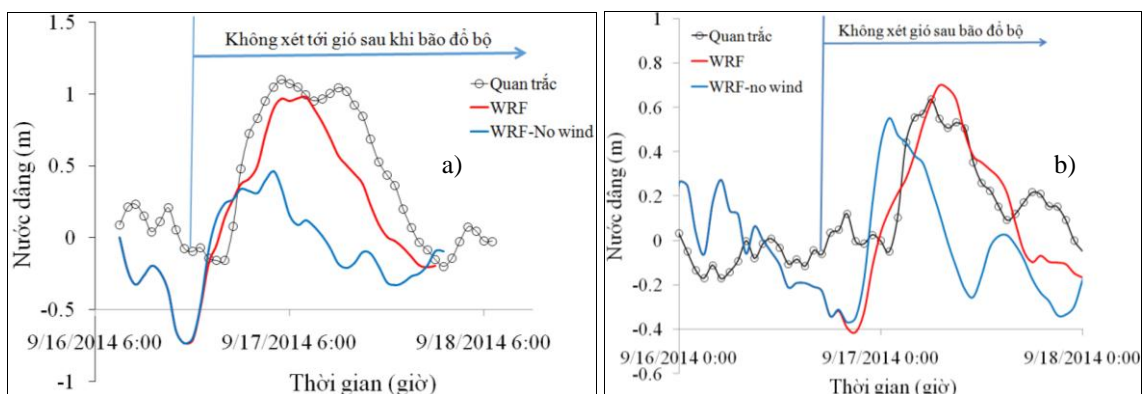 1.5
1
0.5
0
-0.5
-1
Nước dâng (m)
Không xét tới gió sau khi bão đổ bộ
Quan trắc
WRF
WRF-No wind
a)
9/16/2014 6:00
9/17/2014 6:00
9/18/2014 6:00
Thời gian (giờ)
1
0.8
0.6
0.4
0.2
0
-0.2
-0.4
-0.6
Nước dâng (m)
Không xét gió sau bão đổ bộ
Quan trắc
WRF
WRF-no wind
b)
9/16/2014 0:00
9/17/2014 0:00
9/18/2014 0:00
Thời gian (giờ)